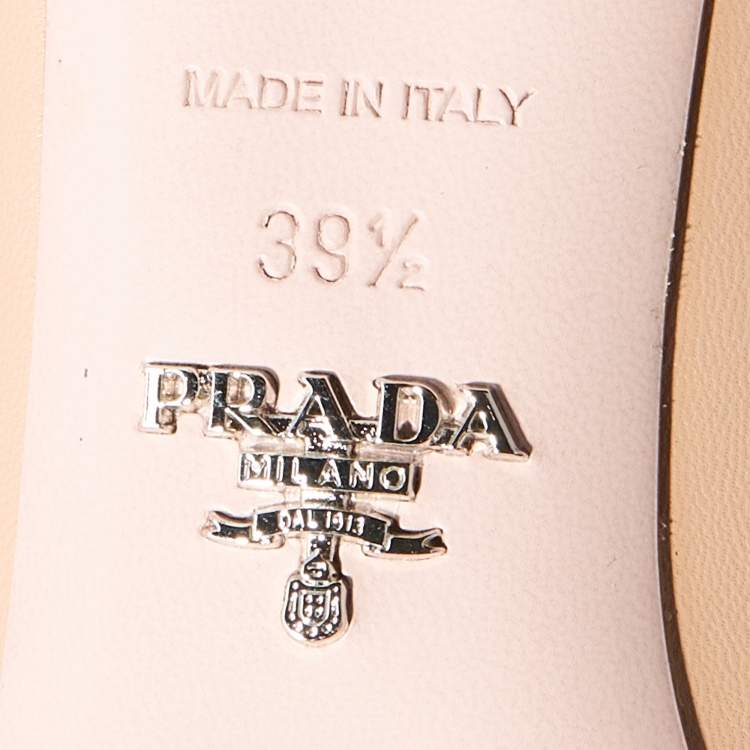 MADE IN ITALY
39½
PRADA
MILANO
DAL 1913